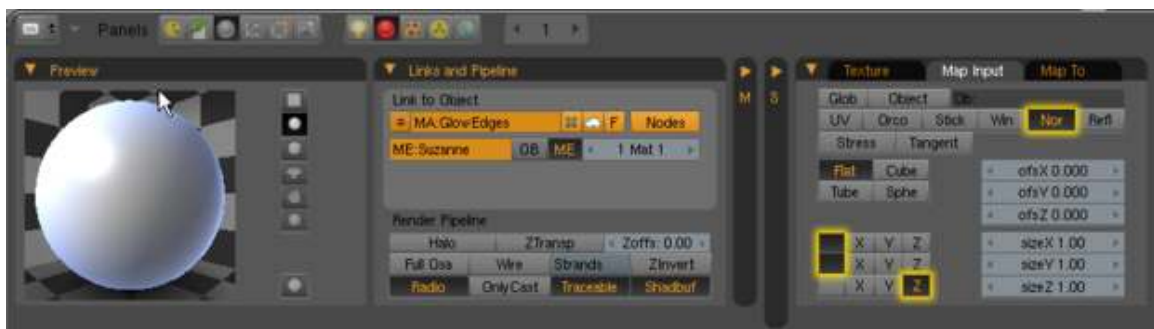 Panels
1
Preview
Links and Pipeline
Link to Object
MA:GlowEdges F Nodes
ME:Suzanne OB ME 1 Mat 1
Render Pipeline
Halo ZTransp Zoffs: 0.00
Full Osa Wire Strands ZInvert
Radio OnlyCast Traceable Shadbuf
M
S
Texture Map Input Map To
Glob Object Ob:
UV Orco Stick Win Nor Refl
Stress Tangent
Flat Cube ofsX 0.000
Tube Sphe ofsY 0.000
ofsZ 0.000
X Y Z sizeX 1.00
X Y Z sizeY 1.00
X Y Z sizeZ 1.00